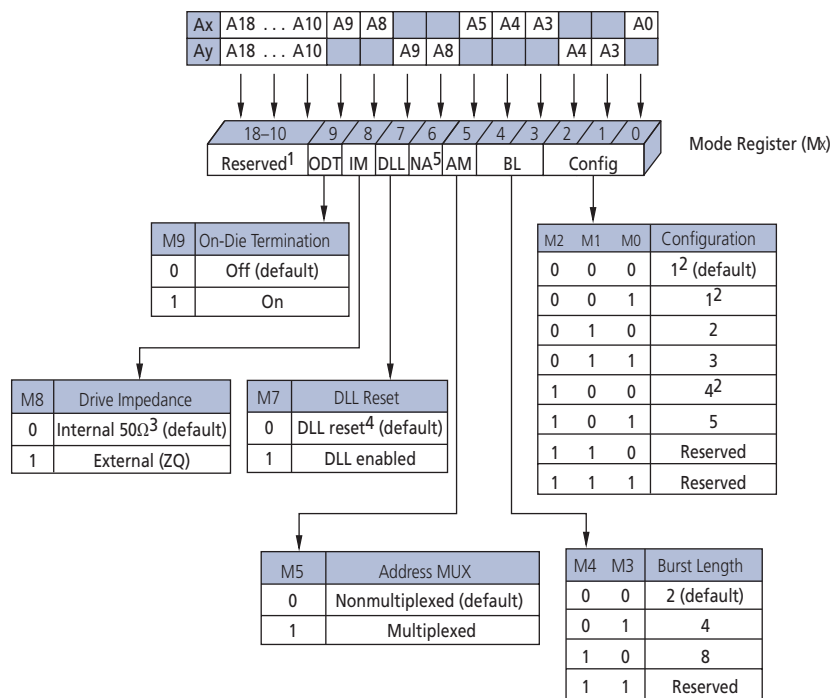 Ax A18 . . . A10 A9 A8 A5 A4 A3 A0
Ay A18 . . . A10 A9 A8 A4 A3
18–10 9 8 7 6 5 4 3 2 1 0
Mode Register (Mx)
Reserved1 ODT IM DLL NA5 AM BL Config
M9 On-Die Termination
0 Off (default)
1 On
M2 M1 M0 Configuration
0 0 0 12 (default)
0 0 1 12
0 1 0 2
0 1 1 3
1 0 0 42
1 0 1 5
1 1 0 Reserved
1 1 1 Reserved
M8 Drive Impedance
0 Internal 50Ω3 (default)
1 External (ZQ)
M7 DLL Reset
0 DLL reset4 (default)
1 DLL enabled
M5 Address MUX
0 Nonmultiplexed (default)
1 Multiplexed
M4 M3 Burst Length
0 0 2 (default)
0 1 4
1 0 8
1 1 Reserved